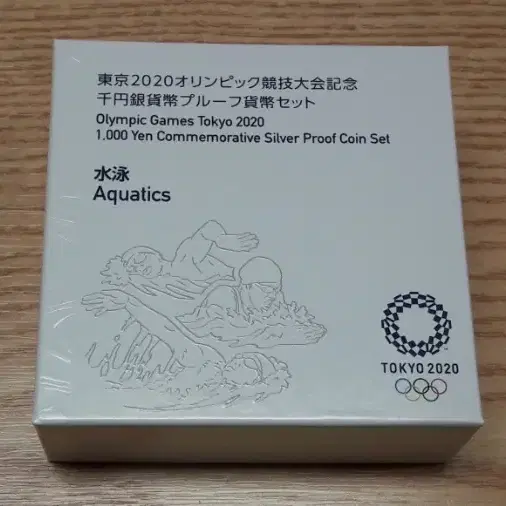 東京2020オリンピック競技大会記念
千円銀貨幣プルーフ貨幣セット
Olympic Games Tokyo 2020
1,000 Yen Commemorative Silver Proof Coin Set
水泳
Aquatics
TOKYO 2020